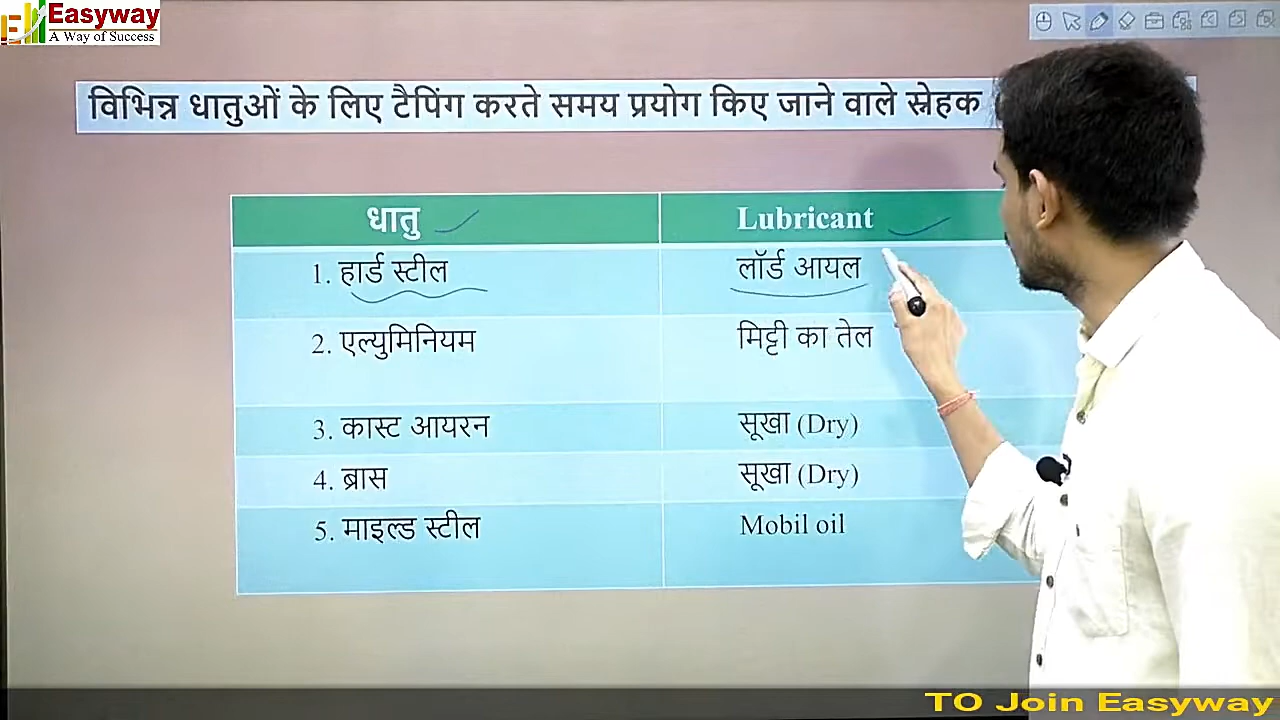 Easyway
A Way of Success
विभिन्न धातुओं के लिए टैपिंग करते समय प्रयोग किए जाने वाले स्नेहक
धातु Lubricant
1. हार्ड स्टील लॉर्ड आयल
2. एल्युमिनियम मिट्टी का तेल
3. कास्ट आयरन सूखा (Dry)
4. ब्रास सूखा (Dry)
5. माइल्ड स्टील Mobil oil
TO Join Easyway